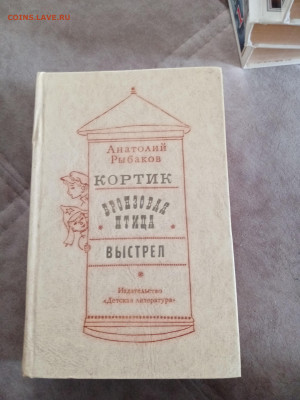 COINS.LAVE.RU
Анатолий
Рыбаков
КОРТИК
БРОНЗОВАЯ
ПТИЦА
ВЫСТРЕЛ
Издательство
«Детская литература»